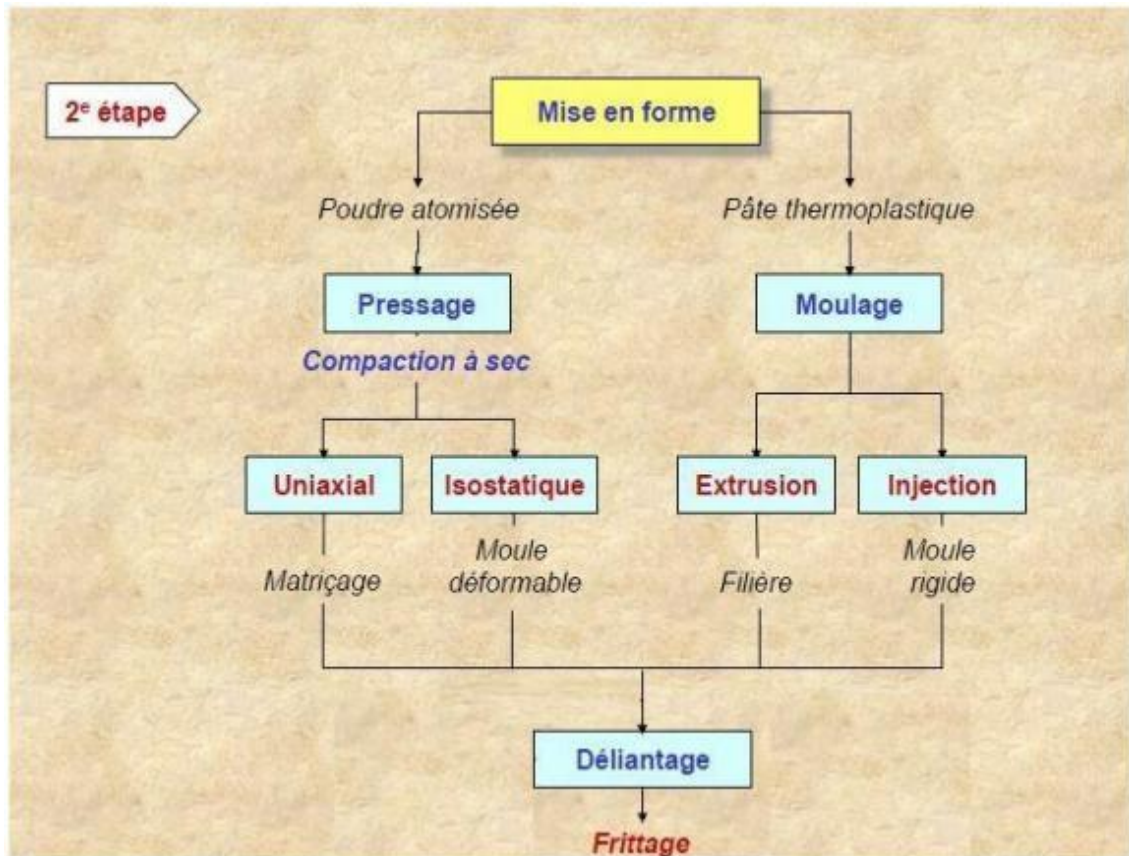 2e étape
Mise en forme
Poudre atomisée
Pâte thermoplastique
Pressage
Moulage
Compaction à sec
Uniaxial
Isostatique
Extrusion
Injection
Matriçage
Moule
déformable
Filière
Moule
rigide
Déliantage
Frittage